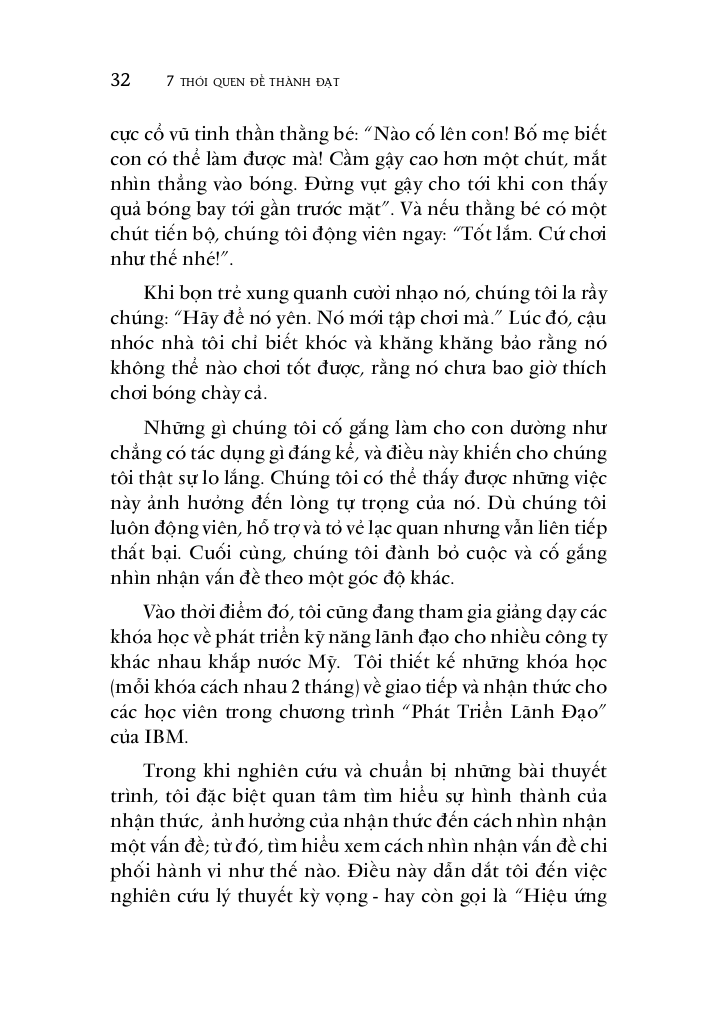 32 7 THÓI QUEN ĐỂ THÀNH ĐẠT
cực cổ vũ tinh thần thằng bé: “Nào cố lên con! Bố mẹ biết
con có thể làm được mà! Cầm gậy cao hơn một chút, mắt
nhìn thẳng vào bóng. Đừng vụt gậy cho tới khi con thấy
quả bóng bay tới gần trước mặt”. Và nếu thằng bé có một
chút tiến bộ, chúng tôi động viên ngay: “Tốt lắm. Cứ chơi
như thế nhé!”.
Khi bọn trẻ xung quanh cười nhạo nó, chúng tôi la rầy
chúng: “Hãy để nó yên. Nó mới tập chơi mà.” Lúc đó, cậu
nhóc nhà tôi chỉ biết khóc và khăng khăng bảo rằng nó
không thể nào chơi tốt được, rằng nó chưa bao giờ thích
chơi bóng chày cả.
Những gì chúng tôi cố gắng làm cho con dường như
chẳng có tác dụng gì đáng kể, và điều này khiến cho chúng
tôi thật sự lo lắng. Chúng tôi có thể thấy được những việc
này ảnh hưởng đến lòng tự trọng của nó. Dù chúng tôi
luôn động viên, hỗ trợ và tỏ vẻ lạc quan nhưng vẫn liên tiếp
thất bại. Cuối cùng, chúng tôi đành bỏ cuộc và cố gắng
nhìn nhận vấn đề theo một góc độ khác.
Vào thời điểm đó, tôi cũng đang tham gia giảng dạy các
khóa học về phát triển kỹ năng lãnh đạo cho nhiều công ty
khác nhau khắp nước Mỹ. Tôi thiết kế những khóa học
(mỗi khóa cách nhau 2 tháng) về giao tiếp và nhận thức cho
các học viên trong chương trình “Phát Triển Lãnh Đạo”
của IBM.
Trong khi nghiên cứu và chuẩn bị những bài thuyết
trình, tôi đặc biệt quan tâm tìm hiểu sự hình thành của
nhận thức, ảnh hưởng của nhận thức đến cách nhìn nhận
một vấn đề; từ đó, tìm hiểu xem cách nhìn nhận vấn đề chi
phối hành vi như thế nào. Điều này dẫn dắt tôi đến việc
nghiên cứu lý thuyết kỳ vọng - hay còn gọi là “Hiệu ứng